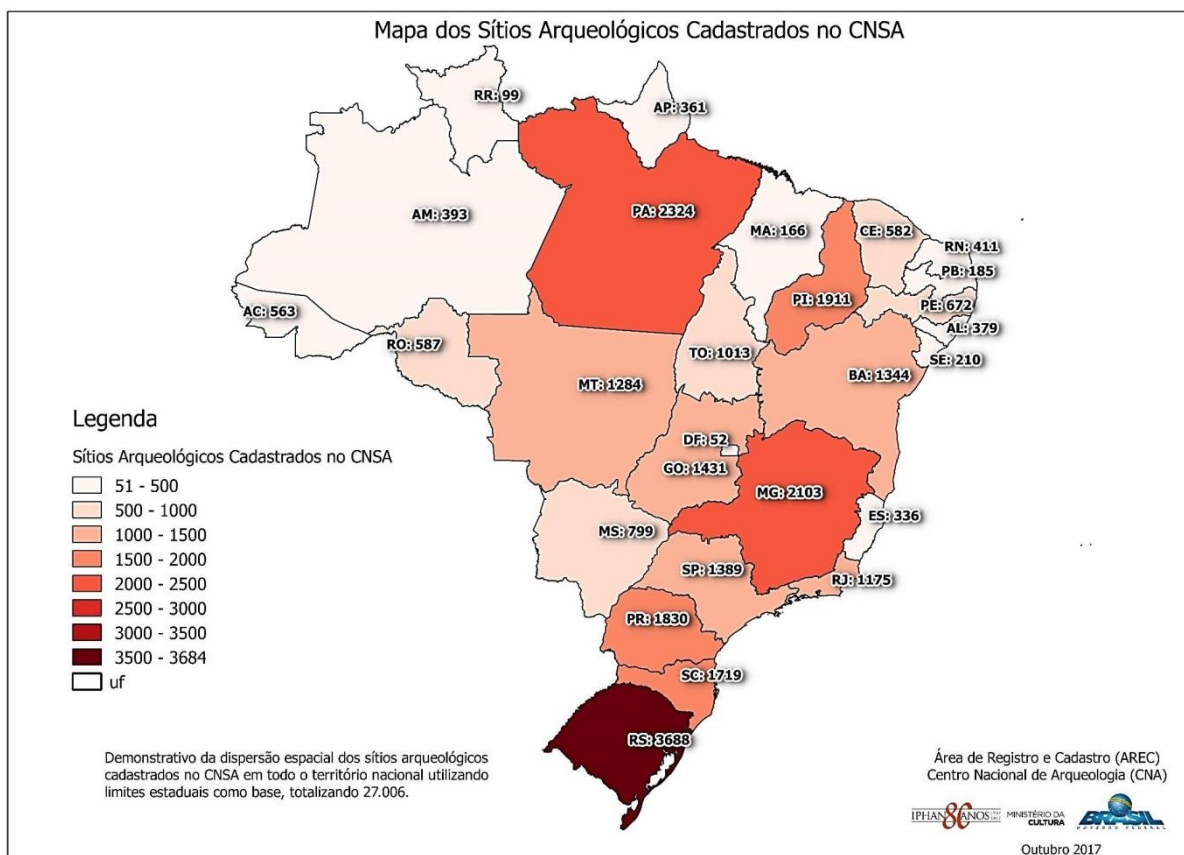 Mapa dos Sítios Arqueológicos Cadastrados no CNSA
RR: 99
AP: 361
AM: 393
PA: 2324
MA: 166
CE: 582
RN: 411
PB: 185
PI: 1911
PE: 672
AC: 563
AL: 379
RO: 587
TO: 1013
SE: 210
MT: 1284
BA: 1344
DF: 52
GO: 1431
MG: 2103
ES: 336
MS: 799
SP: 1389
RJ: 1175
PR: 1830
SC: 1719
RS: 3688
Legenda
Sítios Arqueológicos Cadastrados no CNSA
51 - 500
500 - 1000
1000 - 1500
1500 - 2000
2000 - 2500
2500 - 3000
3000 - 3500
3500 - 3684
uf
Demonstrativo da dispersão espacial dos sítios arqueológicos
cadastrados no CNSA em todo o território nacional utilizando
limites estaduais como base, totalizando 27.006.
Área de Registro e Cadastro (AREC)
Centro Nacional de Arqueologia (CNA)
IPHAN 80 ANOS
MINISTÉRIO DA
CULTURA
BRASIL
GOVERNO FEDERAL
Outubro 2017